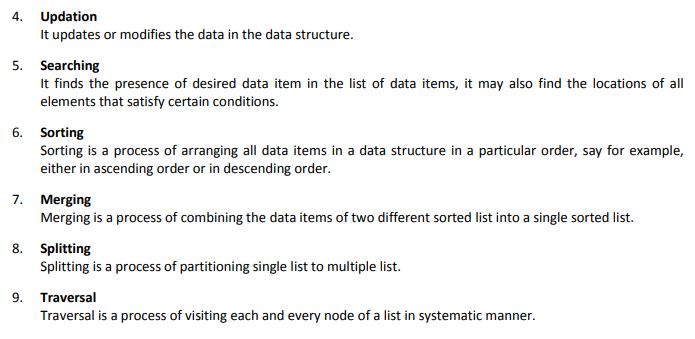 4. Updation
It updates or modifies the data in the data structure.
5. Searching
It finds the presence of desired data item in the list of data items, it may also find the locations of all
elements that satisfy certain conditions.
6. Sorting
Sorting is a process of arranging all data items in a data structure in a particular order, say for example,
either in ascending order or in descending order.
7. Merging
Merging is a process of combining the data items of two different sorted list into a single sorted list.
8. Splitting
Splitting is a process of partitioning single list to multiple list.
9. Traversal
Traversal is a process of visiting each and every node of a list in systematic manner.